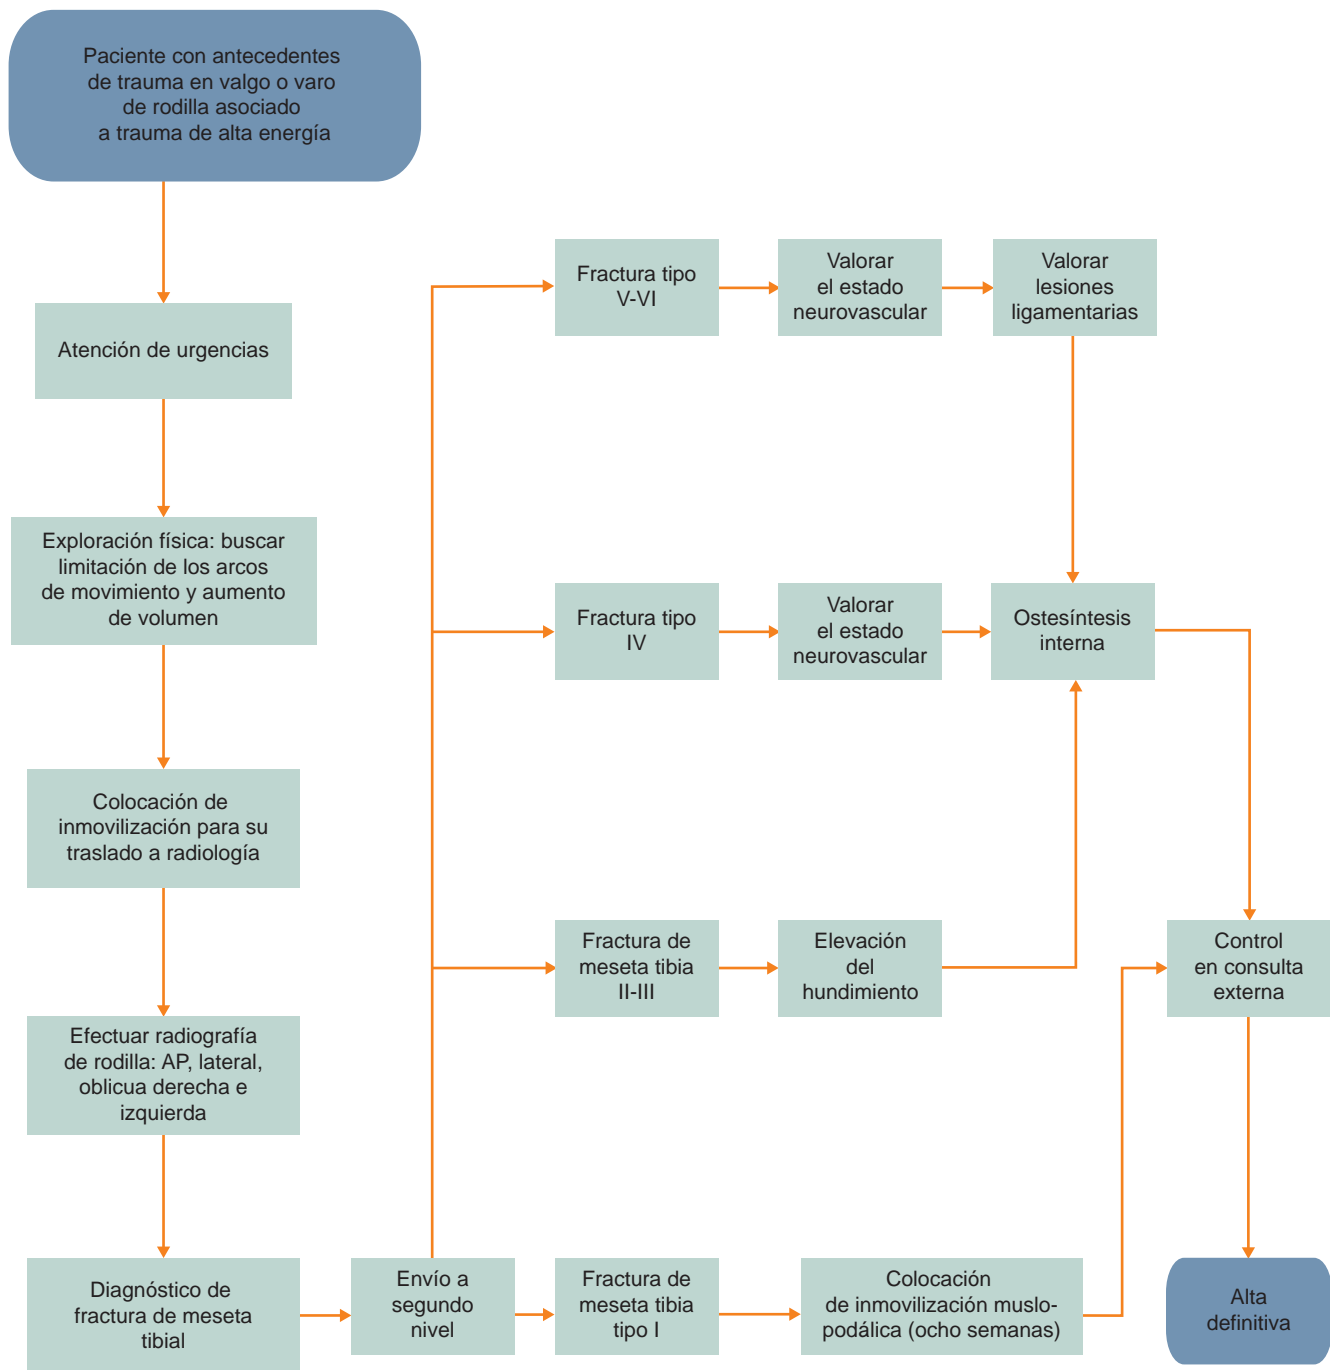 Paciente con antecedentes
de trauma en valgo o varo
de rodilla asociado
a trauma de alta energía
Atención de urgencias
Exploración física: buscar
limitación de los arcos
de movimiento y aumento
de volumen
Colocación de
inmovilización para su
traslado a radiología
Efectuar radiografía
de rodilla: AP, lateral,
oblicua derecha e
izquierda
Diagnóstico de
fractura de meseta
tibial
Envío a
segundo
nivel
Fractura tipo
V-VI
Valorar
el estado
neurovascular
Valorar
lesiones
ligamentarias
Fractura tipo
IV
Valorar
el estado
neurovascular
Ostesíntesis
interna
Fractura de
meseta tibia
II-III
Elevación
del
hundimiento
Fractura de
meseta tibia
tipo I
Colocación
de inmovilización muslo-
podálica (ocho semanas)
Control
en consulta
externa
Alta
definitiva